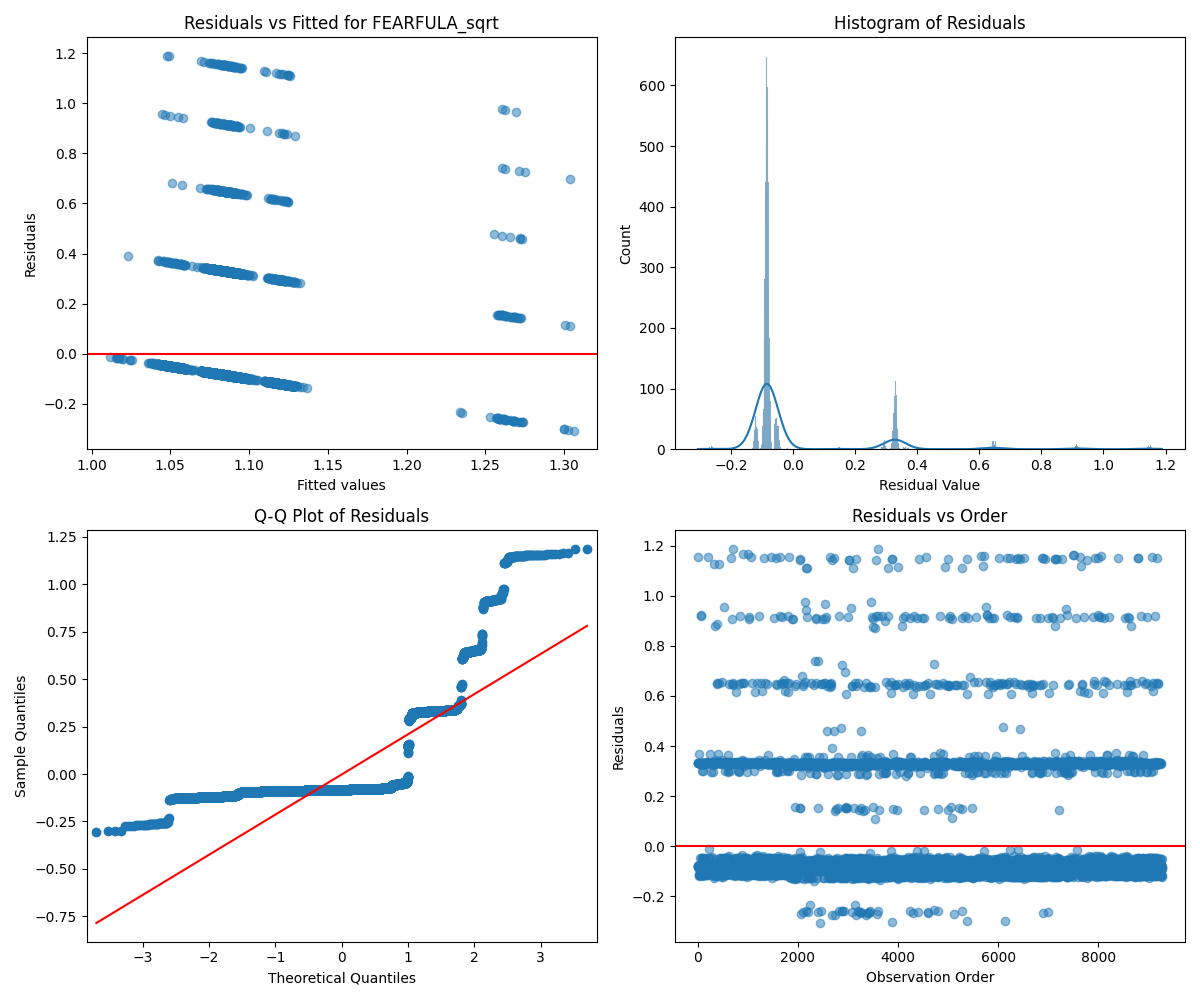 Residuals vs Fitted for FEARFULA_sqrt
1.2
1.0
0.8
0.6
0.4
0.2
0.0
−0.2
Residuals
1.00 1.05 1.10 1.15 1.20 1.25 1.30
Fitted values
Histogram of Residuals
600
500
400
300
200
100
0
Count
−0.2 0.0 0.2 0.4 0.6 0.8 1.0 1.2
Residual Value
Q-Q Plot of Residuals
1.25
1.00
0.75
0.50
0.25
0.00
−0.25
−0.50
−0.75
Sample Quantiles
−3 −2 −1 0 1 2 3
Theoretical Quantiles
Residuals vs Order
1.2
1.0
0.8
0.6
0.4
0.2
0.0
−0.2
Residuals
0 2000 4000 6000 8000
Observation Order